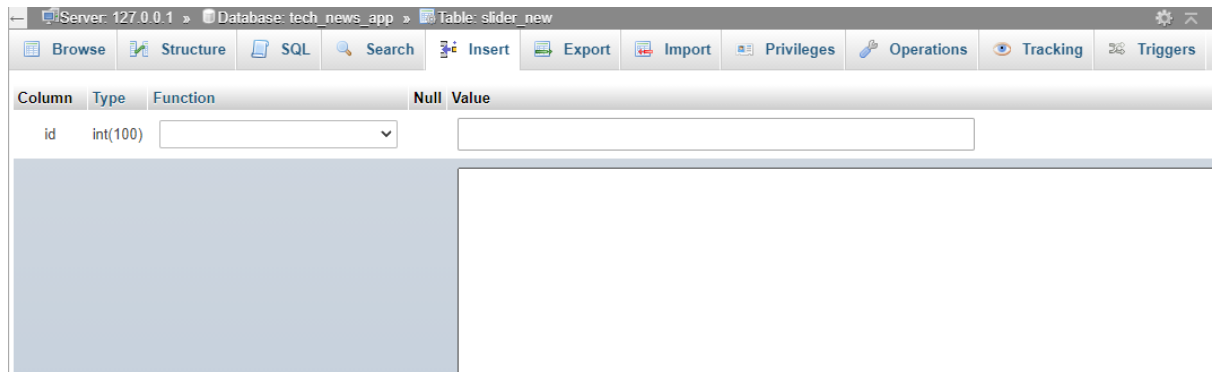 Server: 127.0.0.1 » Database: tech_news_app » Table: slider_new
Browse Structure SQL Search Insert Export Import Privileges Operations Tracking Triggers
Column Type Function Null Value
id int(100)